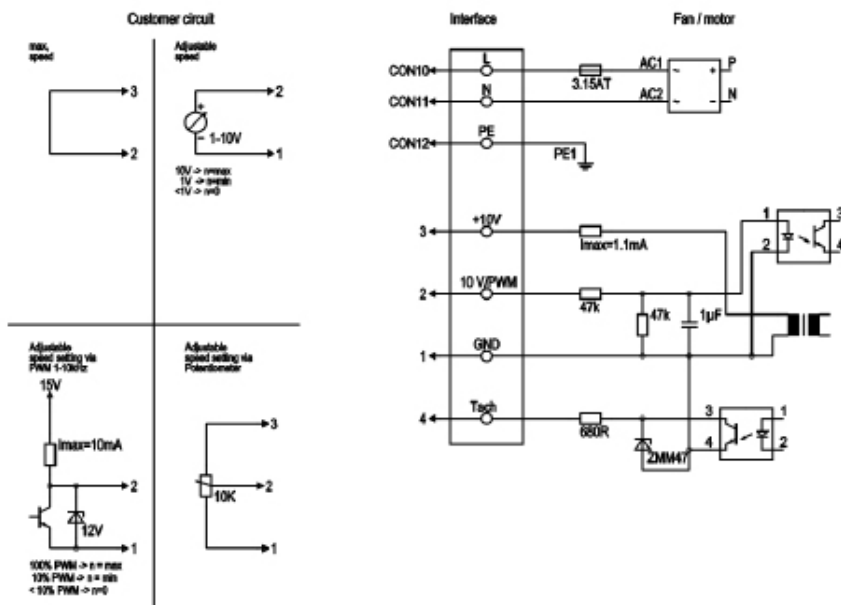 Customer circuit
Interface
Fan / motor
max.
speed
3
2
Adjustable
speed
2
+
1-10V
−
1
10V -> n=max
1V -> n=min
<1V -> n=0
Adjustable
speed setting via
PWM 1-10kHz
15V
Imax=10mA
2
12V
1
100% PWM -> n = max
10% PWM -> n = min
< 10% PWM -> n=0
Adjustable
speed setting via
Potentiometer
3
2
10K
1
L
CON10
3.15AT
AC1
~
+
P
N
CON11
AC2
~
−
N
PE
CON12
PE1
+10V
3
Imax=1.1mA
1
3
2
4
10 V/PWM
2
47k
47k
1µF
GND
1
Tach
4
680R
3
1
4
2
ZMM47